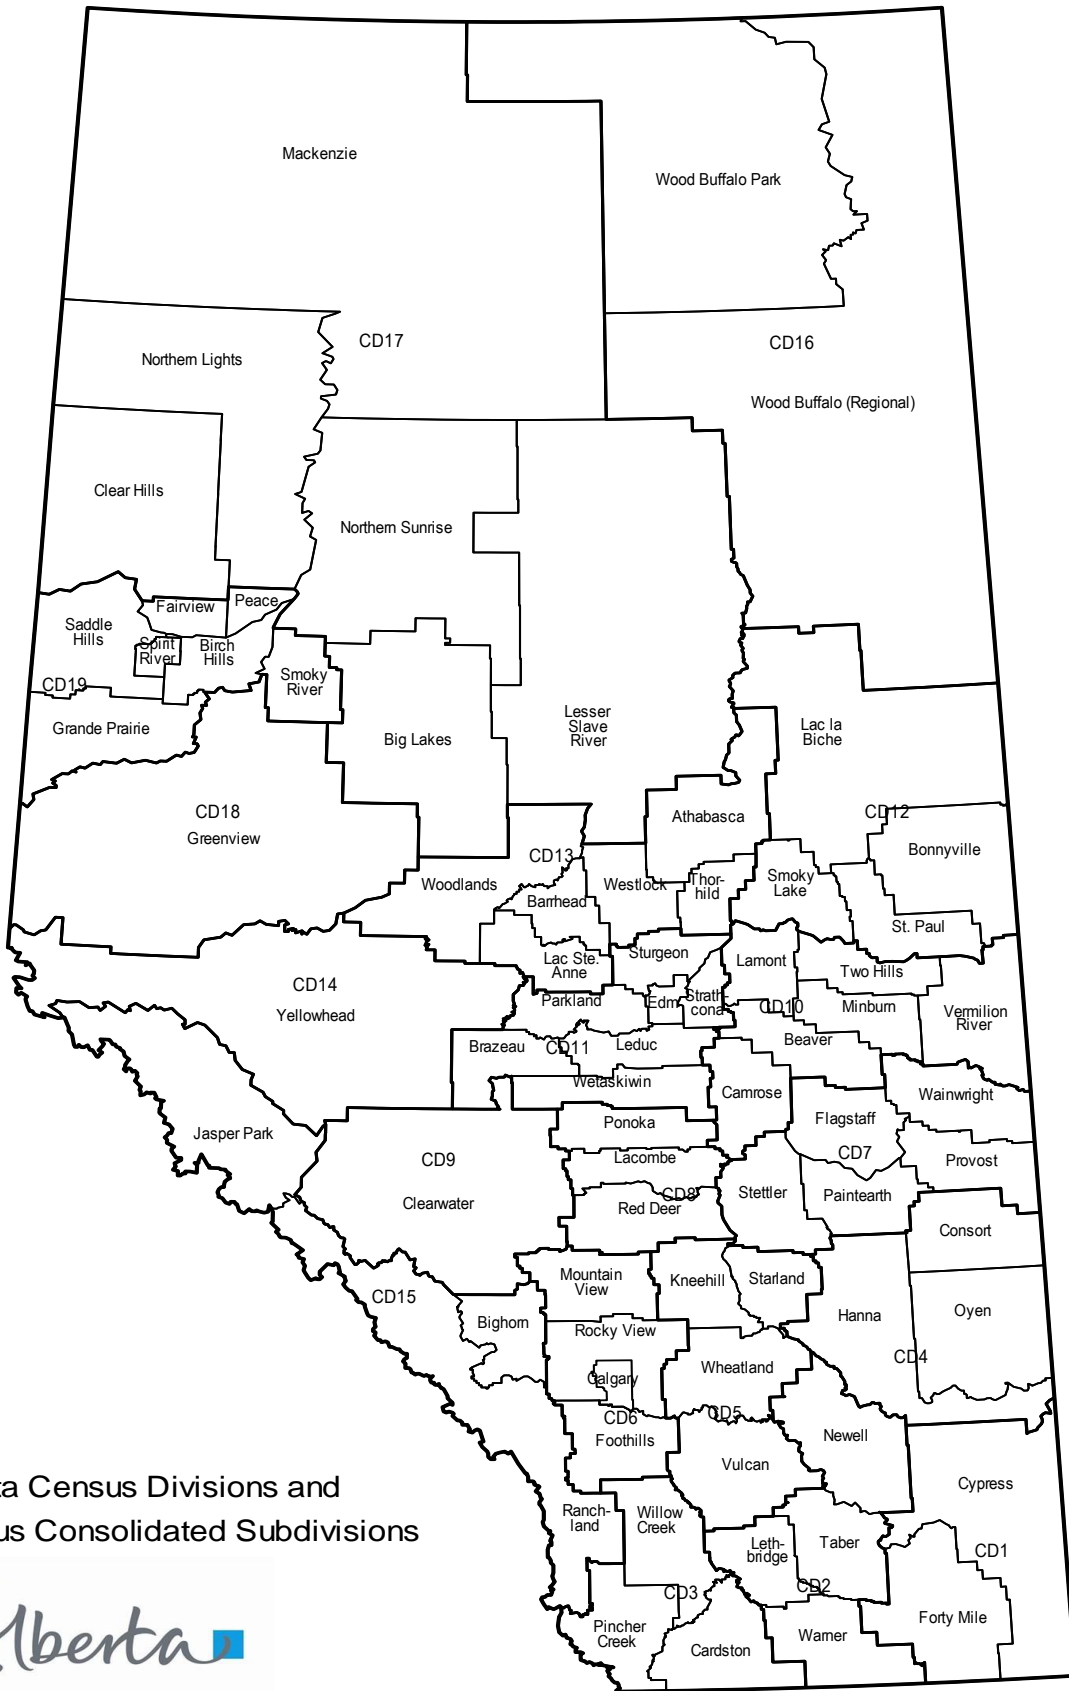 Mackenzie
Wood Buffalo Park
CD17
CD16
Northern Lights
Wood Buffalo (Regional)
Clear Hills
Northern Sunrise
Fairview
Peace
Saddle
Hills
Spirit
River
Birch
Hills
Smoky
River
CD19
Grande Prairie
Big Lakes
Lesser
Slave
River
Lac la
Biche
CD18
Greenview
Athabasca
CD12
Bonnyville
CD13
Woodlands
Barrhead
Westlock
Thor-
hild
Smoky
Lake
St. Paul
Lac Ste.
Anne
Sturgeon
Lamont
Two Hills
CD14
Yellowhead
Parkland
Edm
Strath-
cona
CD10
Minburn
Vermilion
River
Brazeau
CD11
Leduc
Beaver
Wetaskiwin
Camrose
Wainwright
Jasper Park
Ponoka
Flagstaff
CD7
Provost
CD9
Clearwater
Lacombe
CD8
Red Deer
Stettler
Paintearth
Consort
Mountain
View
Kneehill
Starland
CD15
Bighorn
Rocky View
Hanna
Oyen
Calgary
Wheatland
CD4
CD6
Foothills
CD5
Newell
Vulcan
Cypress
ta Census Divisions and
us Consolidated Subdivisions
Ranch-
land
Willow
Creek
Leth-
bridge
Taber
CD1
CD3
CD2
Pincher
Creek
Cardston
Warner
Forty Mile
lberta